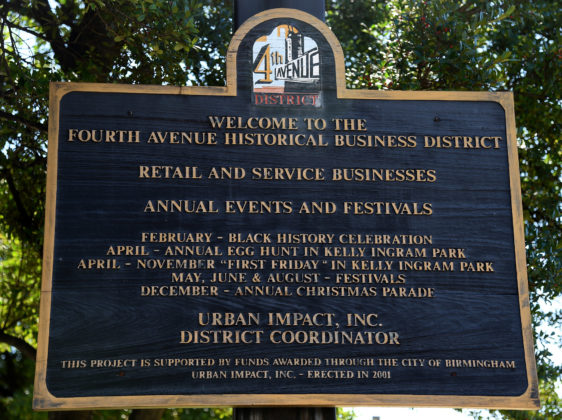 4th AVENUE
DISTRICT
WELCOME TO THE
FOURTH AVENUE HISTORICAL BUSINESS DISTRICT
RETAIL AND SERVICE BUSINESSES
ANNUAL EVENTS AND FESTIVALS
FEBRUARY - BLACK HISTORY CELEBRATION
APRIL - ANNUAL EGG HUNT IN KELLY INGRAM PARK
APRIL - NOVEMBER "FIRST FRIDAY" IN KELLY INGRAM PARK
MAY, JUNE & AUGUST - FESTIVALS
DECEMBER - ANNUAL CHRISTMAS PARADE
URBAN IMPACT, INC.
DISTRICT COORDINATOR
THIS PROJECT IS SUPPORTED BY FUNDS AWARDED THROUGH THE CITY OF BIRMINGHAM
URBAN IMPACT, INC. - ERECTED IN 2001